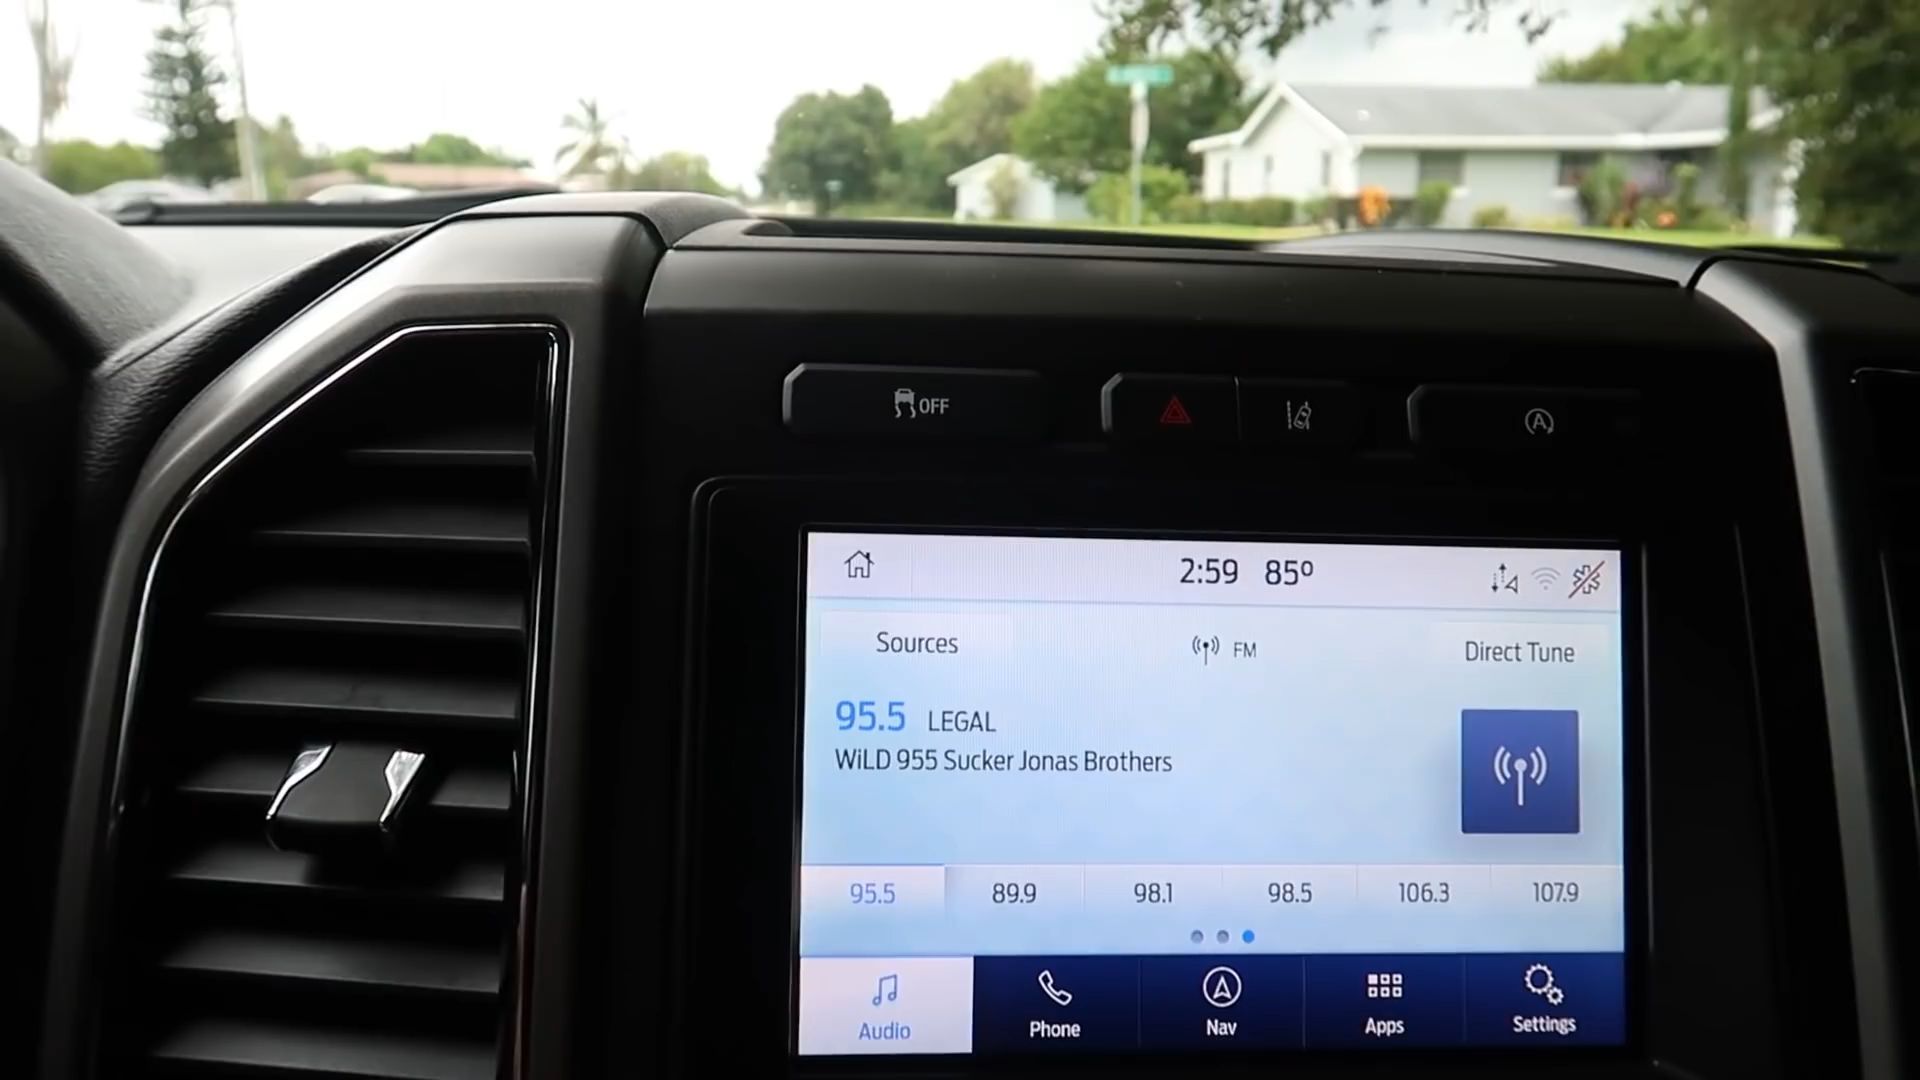 OFF
A
2:59 85º
Sources
FM
Direct Tune
95.5 LEGAL
WiLD 955 Sucker Jonas Brothers
95.5 89.9 98.1 98.5 106.3 107.9
Audio Phone Nav Apps Settings